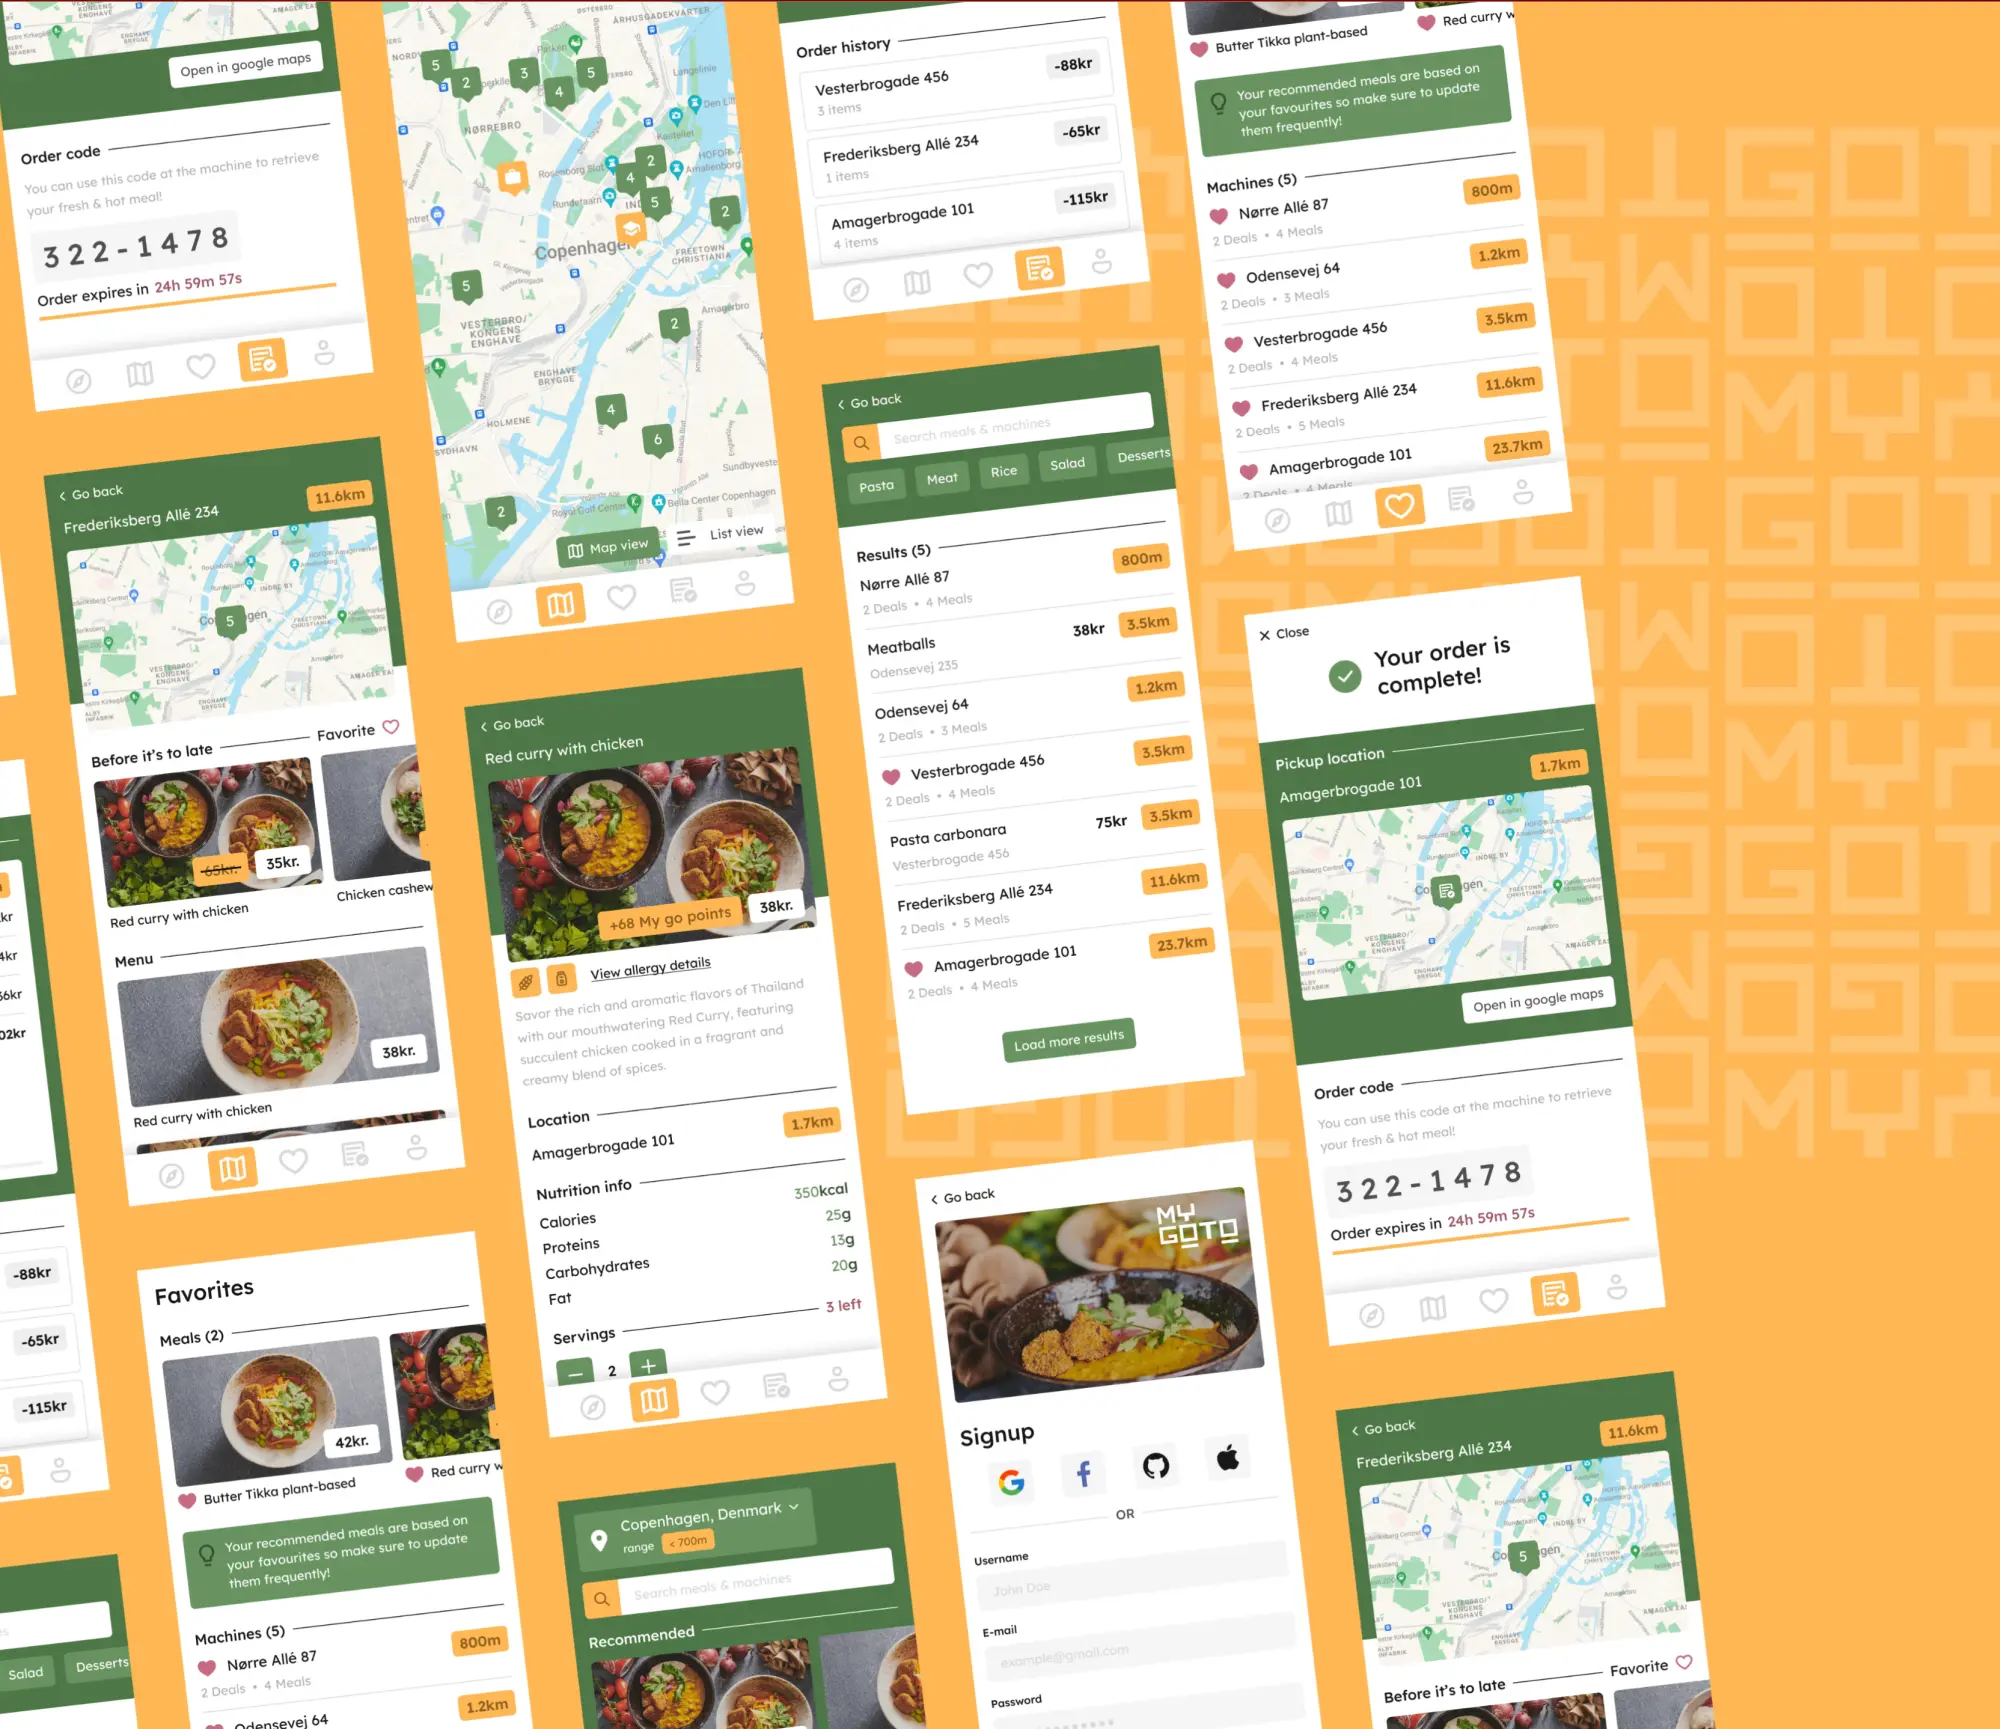 Open in google maps
Order code
You can use this code at the machine to retrieve
your fresh & hot meal!
322-1478
Order expires in 24h 59m 57s
Go back
Frederiksberg Allé 234
11.6km
5
Before it's to late
Favorite
65kr.
35kr.
Red curry with chicken
Chicken cashew
Menu
38kr.
Red curry with chicken
Favorites
Meals (2)
42kr.
Butter Tikka plant-based
Red curry w
Your recommended meals are based on
your favourites so make sure to update
them frequently!
Machines (5)
Nørre Allé 87
800m
2 Deals • 4 Meals
Odensevej 64
1.2km
-88kr
-65kr
-115kr
Salad
Desserts
NØRREBRO
Copenhagen
FREETOWN
CHRISTIANIA
VESTERBRO/
KONGENS
ENGHAVE
ENGHAVE
BRYGGE
HOLMENE
SYDHAVN
Amagerbro
Sundbyvester
Bella Center Copenhagen
Royal Golf Center
Map view
List view
Go back
Red curry with chicken
+68 My go points
38kr.
View allergy details
Savor the rich and aromatic flavors of Thailand
with our mouthwatering Red Curry, featuring
succulent chicken cooked in a fragrant and
creamy blend of spices.
Location
Amagerbrogade 101
1.7km
Nutrition info
Calories
350kcal
Proteins
25g
Carbohydrates
13g
Fat
20g
Servings
3 left
2
Copenhagen, Denmark
range < 700m
Search meals & machines
Recommended
Order history
Vesterbrogade 456
-88kr
3 items
Frederiksberg Allé 234
-65kr
1 items
Amagerbrogade 101
-115kr
4 items
Go back
Search meals & machines
Pasta
Meat
Rice
Salad
Desserts
Results (5)
Nørre Allé 87
800m
2 Deals • 4 Meals
Meatballs
38kr
3.5km
Odensevej 235
Odensevej 64
1.2km
2 Deals • 3 Meals
Vesterbrogade 456
3.5km
2 Deals • 4 Meals
Pasta carbonara
75kr
3.5km
Vesterbrogade 456
Frederiksberg Allé 234
11.6km
2 Deals • 5 Meals
Amagerbrogade 101
23.7km
2 Deals • 4 Meals
Load more results
Go back
MY
GOTO
Signup
OR
Username
John Doe
E-mail
example@gmail.com
Password
Butter Tikka plant-based
Red curry w
Your recommended meals are based on
your favourites so make sure to update
them frequently!
Machines (5)
Nørre Allé 87
800m
2 Deals • 4 Meals
Odensevej 64
1.2km
2 Deals • 3 Meals
Vesterbrogade 456
3.5km
2 Deals • 4 Meals
Frederiksberg Allé 234
11.6km
2 Deals • 5 Meals
Amagerbrogade 101
23.7km
2 Deals • 4 Meals
Close
Your order is
complete!
Pickup location
Amagerbrogade 101
1.7km
Open in google maps
Order code
You can use this code at the machine to retrieve
your fresh & hot meal!
322-1478
Order expires in 24h 59m 57s
Go back
Frederiksberg Allé 234
11.6km
5
Before it's to late
Favorite